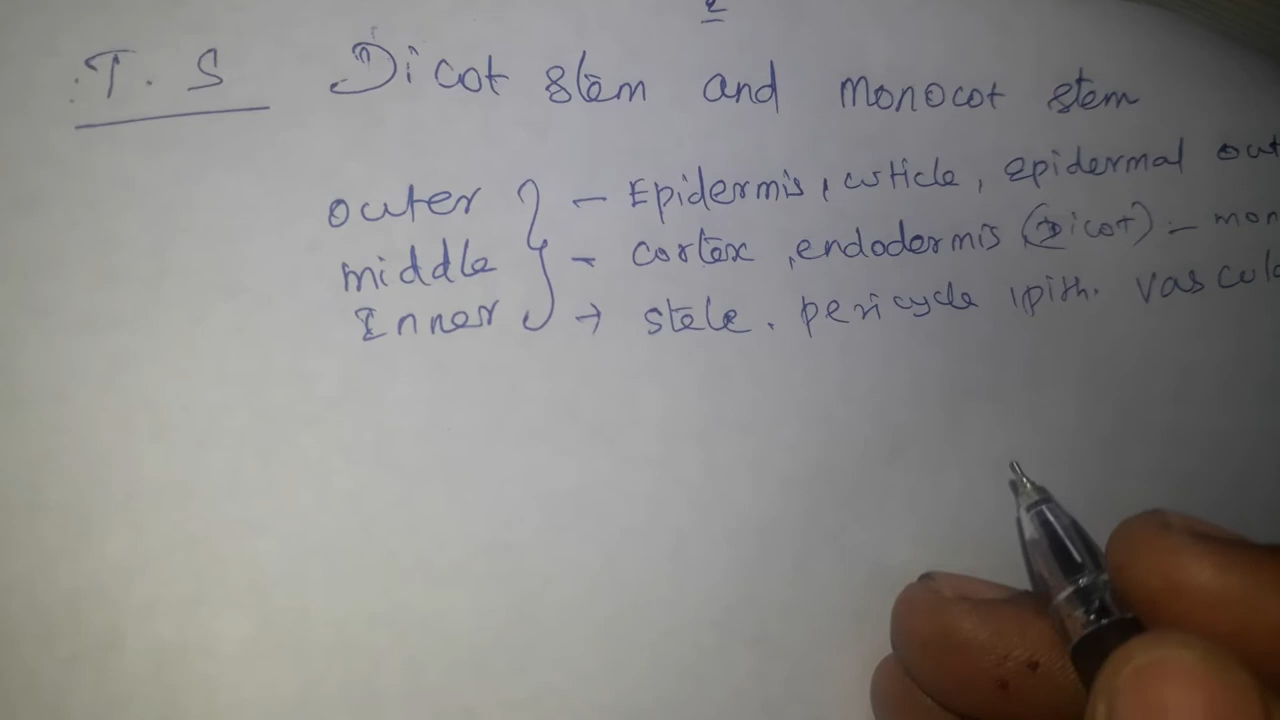 T. S Dicot stem and monocot stem
outer } - Epidermis, cuticle, epidermal out
middle - cortex, endodermis (Dicot) - mon
Inner → stele. pericycle, pith. vascul